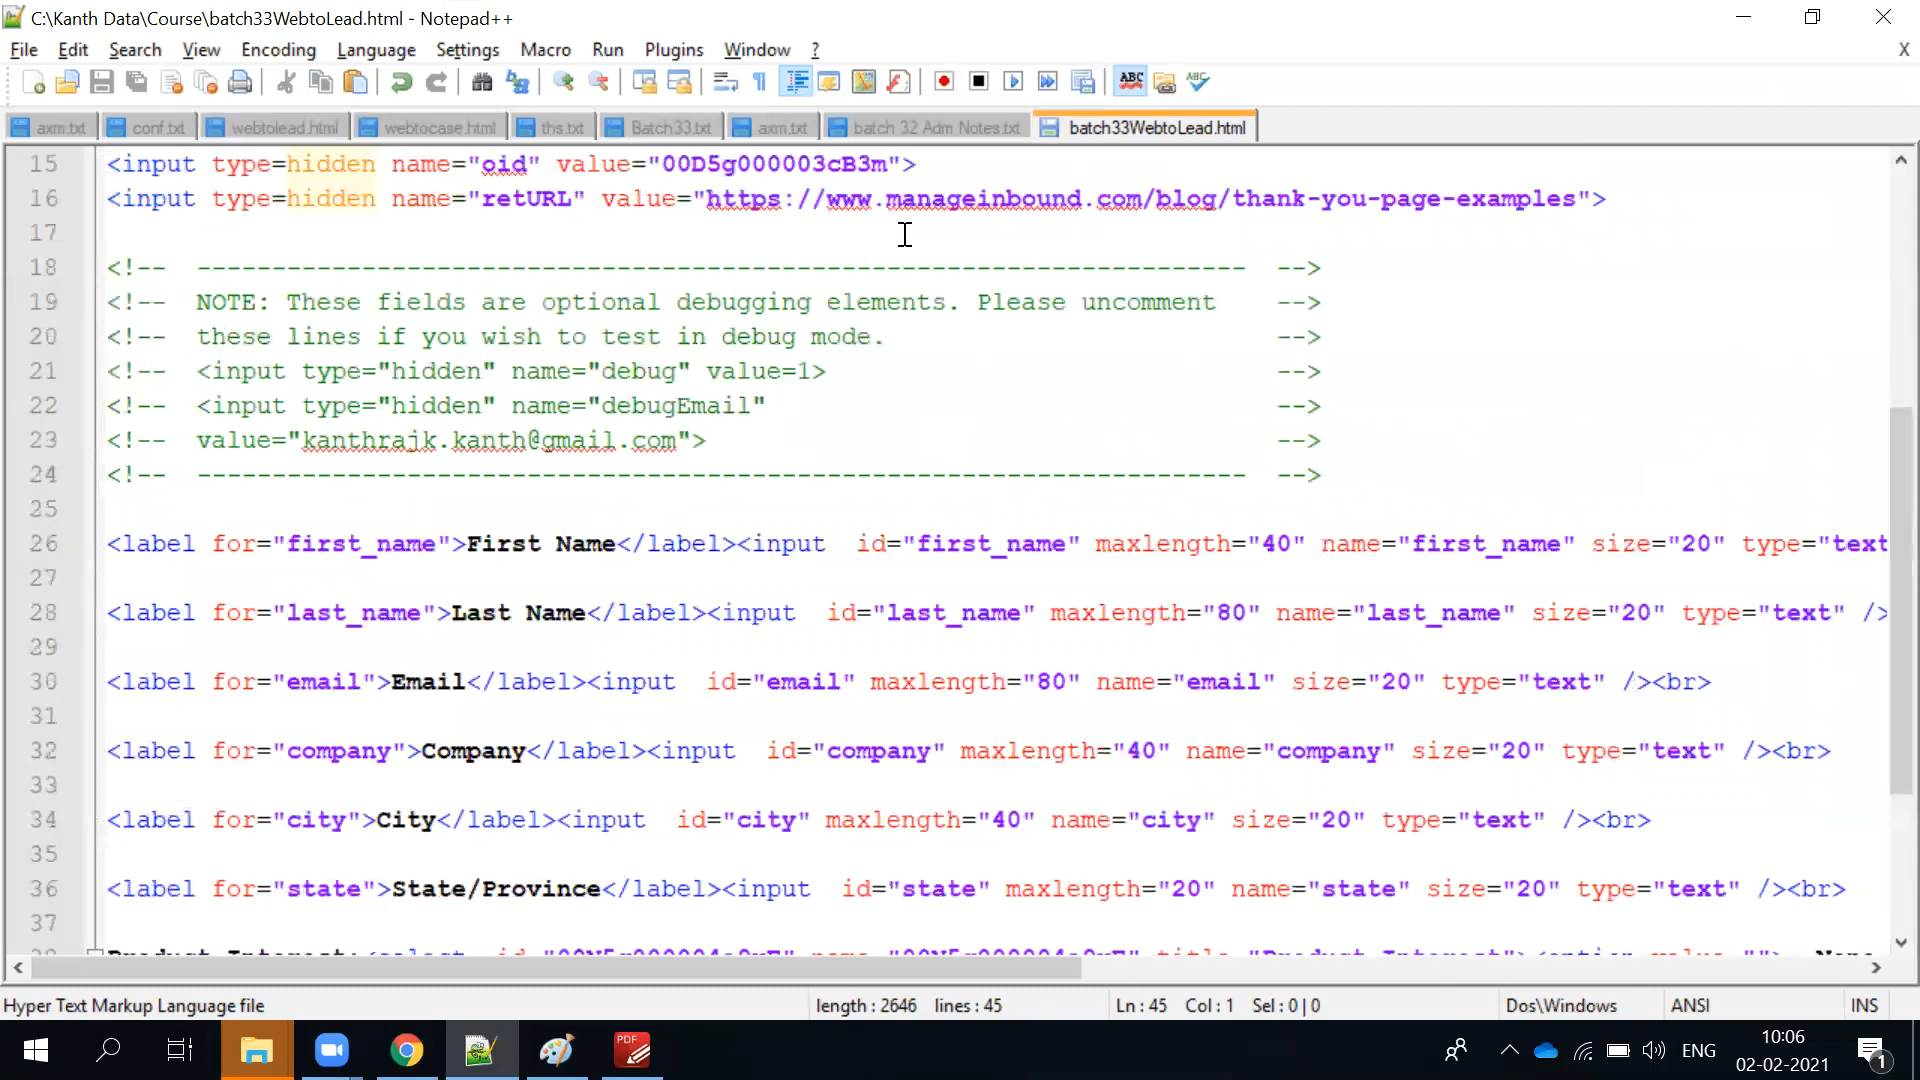 C:\Kanth Data\Course\batch33WebtoLead.html - Notepad++
File Edit Search View Encoding Language Settings Macro Run Plugins Window ? X
ABC ABC
axm.txt conf.txt webtolead.html webtocase.html ths.txt Batch33.txt axm.txt batch 32 Adm Notes.txt batch33WebtoLead.html
15 <input type=hidden name="oid" value="00D5g000003cB3m">
16 <input type=hidden name="retURL" value="https://www.manageinbound.com/blog/thank-you-page-examples">
17
18 <!--  ----------------------------------------------------------------------  -->
19 <!--  NOTE: These fields are optional debugging elements. Please uncomment    -->
20 <!--  these lines if you wish to test in debug mode.                          -->
21 <!--  <input type="hidden" name="debug" value=1>                              -->
22 <!--  <input type="hidden" name="debugEmail"                                  -->
23 <!--  value="kanthrajk.kanth@gmail.com">                                      -->
24 <!--  ----------------------------------------------------------------------  -->
25
26 <label for="first_name">First Name</label><input  id="first_name" maxlength="40" name="first_name" size="20" type="text
27
28 <label for="last_name">Last Name</label><input  id="last_name" maxlength="80" name="last_name" size="20" type="text" />
29
30 <label for="email">Email</label><input  id="email" maxlength="80" name="email" size="20" type="text" /><br>
31
32 <label for="company">Company</label><input  id="company" maxlength="40" name="company" size="20" type="text" /><br>
33
34 <label for="city">City</label><input  id="city" maxlength="40" name="city" size="20" type="text" /><br>
35
36 <label for="state">State/Province</label><input  id="state" maxlength="20" name="state" size="20" type="text" /><br>
37
Hyper Text Markup Language file length : 2646 lines : 45 Ln : 45 Col : 1 Sel : 0 | 0 Dos\Windows ANSI INS
PDF
ENG 10:06
02-02-2021
1